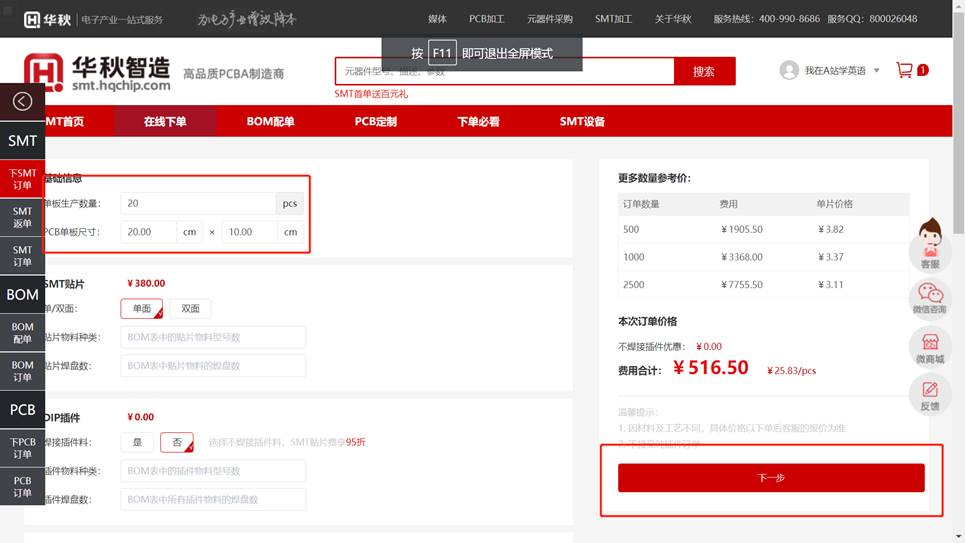 华秋 电子产业一站式服务 为电子产业增效降本
媒体 PCB加工 元器件采购 SMT加工 关于华秋 服务热线：400-990-8686 服务QQ：800026048
按 F11 即可退出全屏模式
华秋智造
smt.hqchip.com
高品质PCBA制造商
元器件型号、描述、参数
搜索
SMT首单送百元礼
我在A站学英语
1
MT首页 在线下单 BOM配单 PCB定制 下单必看 SMT设备
SMT
下SMT
订单
SMT
返单
SMT
订单
BOM
BOM
配单
BOM
订单
PCB
下PCB
订单
PCB
订单
基础信息
单板生产数量： 20 pcs
PCB单板尺寸： 20.00 cm × 10.00 cm
SMT贴片 ￥380.00
单/双面： 单面 双面
贴片物料种类： BOM表中的贴片物料型号数
贴片焊盘数： BOM表中贴片物料的焊盘数
DIP插件 ￥0.00
焊接插件料： 是 否 选择不焊接插件料，SMT贴片费享95折
插件物料种类： BOM表中的插件物料型号数
插件焊盘数： BOM表中所有插件物料的焊盘数
更多数量参考价：
订单数量 费用 单片价格
500 ￥1905.50 ￥3.82
1000 ￥3368.00 ￥3.37
2500 ￥7755.50 ￥3.11
本次订单价格
不焊接插件优惠： ￥0.00
费用合计： ￥516.50 ￥25.83/pcs
温馨提示：
1. 因材料及工艺不同，具体价格以下单后客服的报价为准
2. 不接受纯插件订单
下一步
客服
微信咨询
微商城
反馈